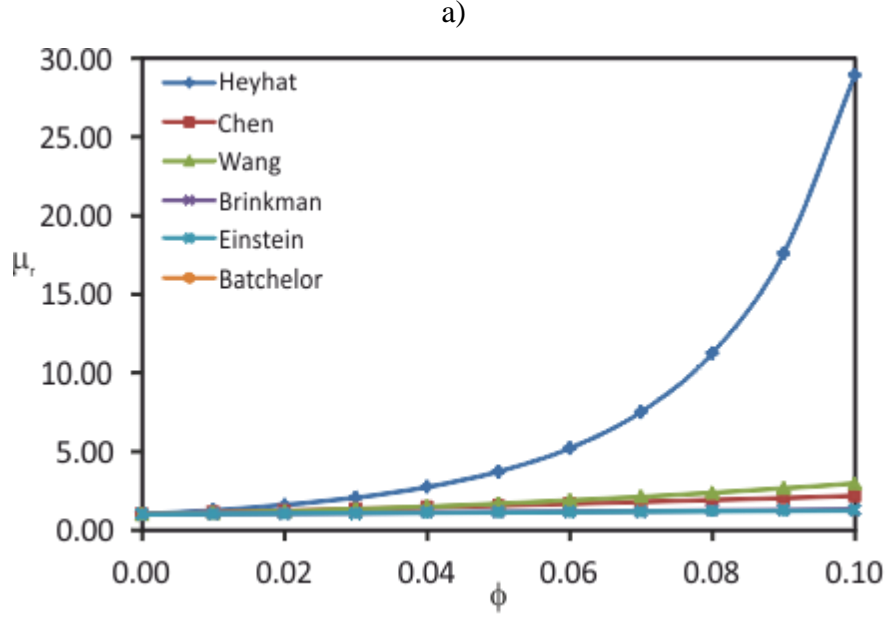 a)
30.00
25.00
20.00
15.00
10.00
5.00
0.00
μr
Heyhat
Chen
Wang
Brinkman
Einstein
Batchelor
0.00 0.02 0.04 0.06 0.08 0.10
ϕ